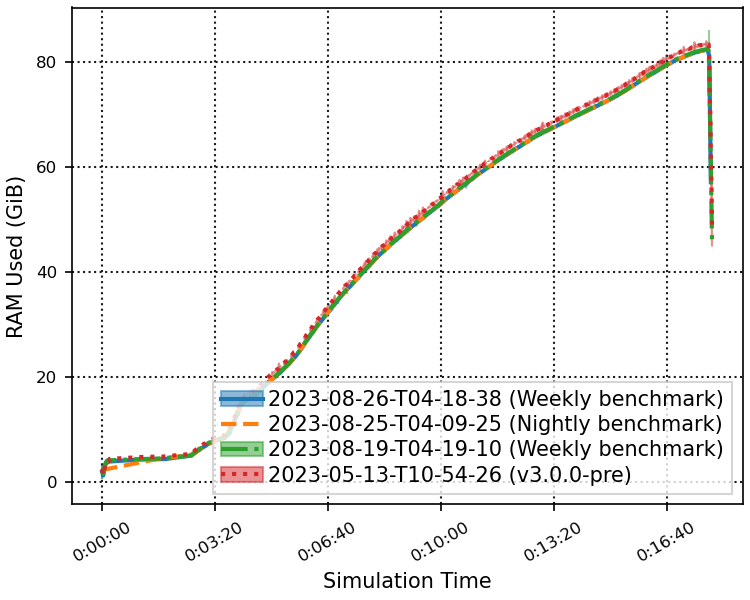 80
60
40
20
0
RAM Used (GiB)
2023-08-26-T04-18-38 (Weekly benchmark)
2023-08-25-T04-09-25 (Nightly benchmark)
2023-08-19-T04-19-10 (Weekly benchmark)
2023-05-13-T10-54-26 (v3.0.0-pre)
0:00:00
0:03:20
0:06:40
0:10:00
0:13:20
0:16:40
Simulation Time